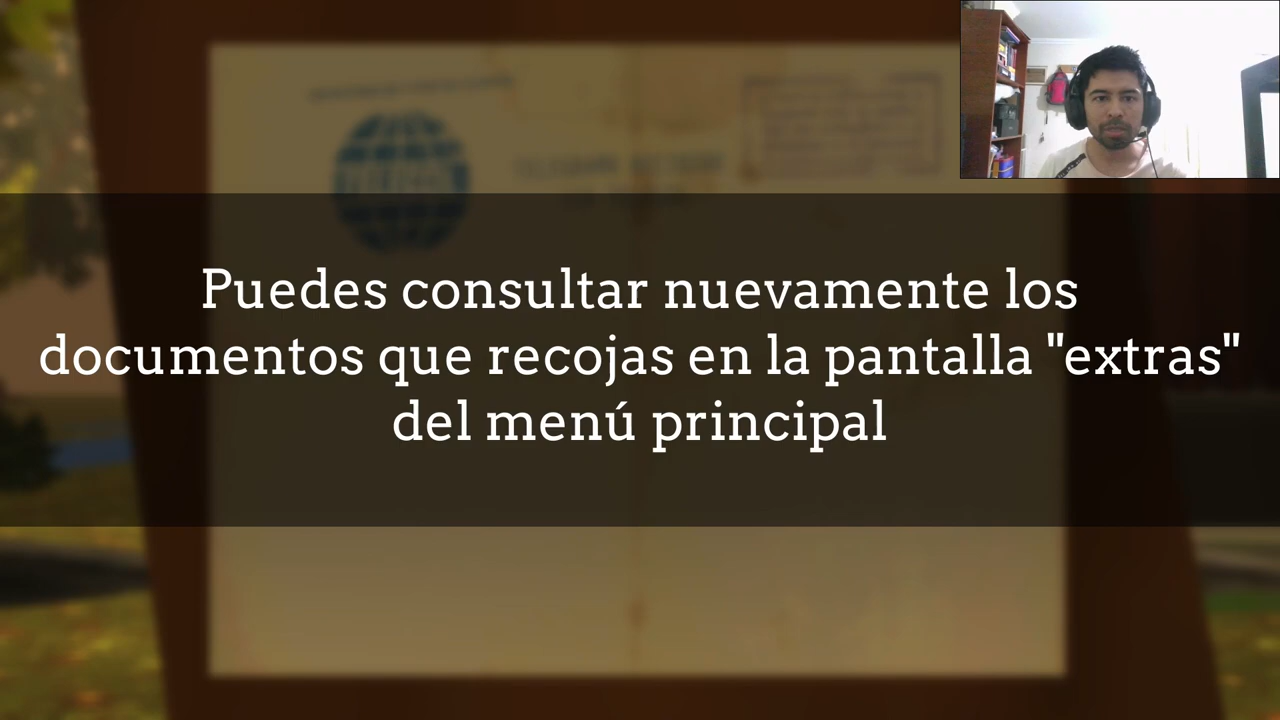 Puedes consultar nuevamente los
documentos que recojas en la pantalla "extras"
del menú principal